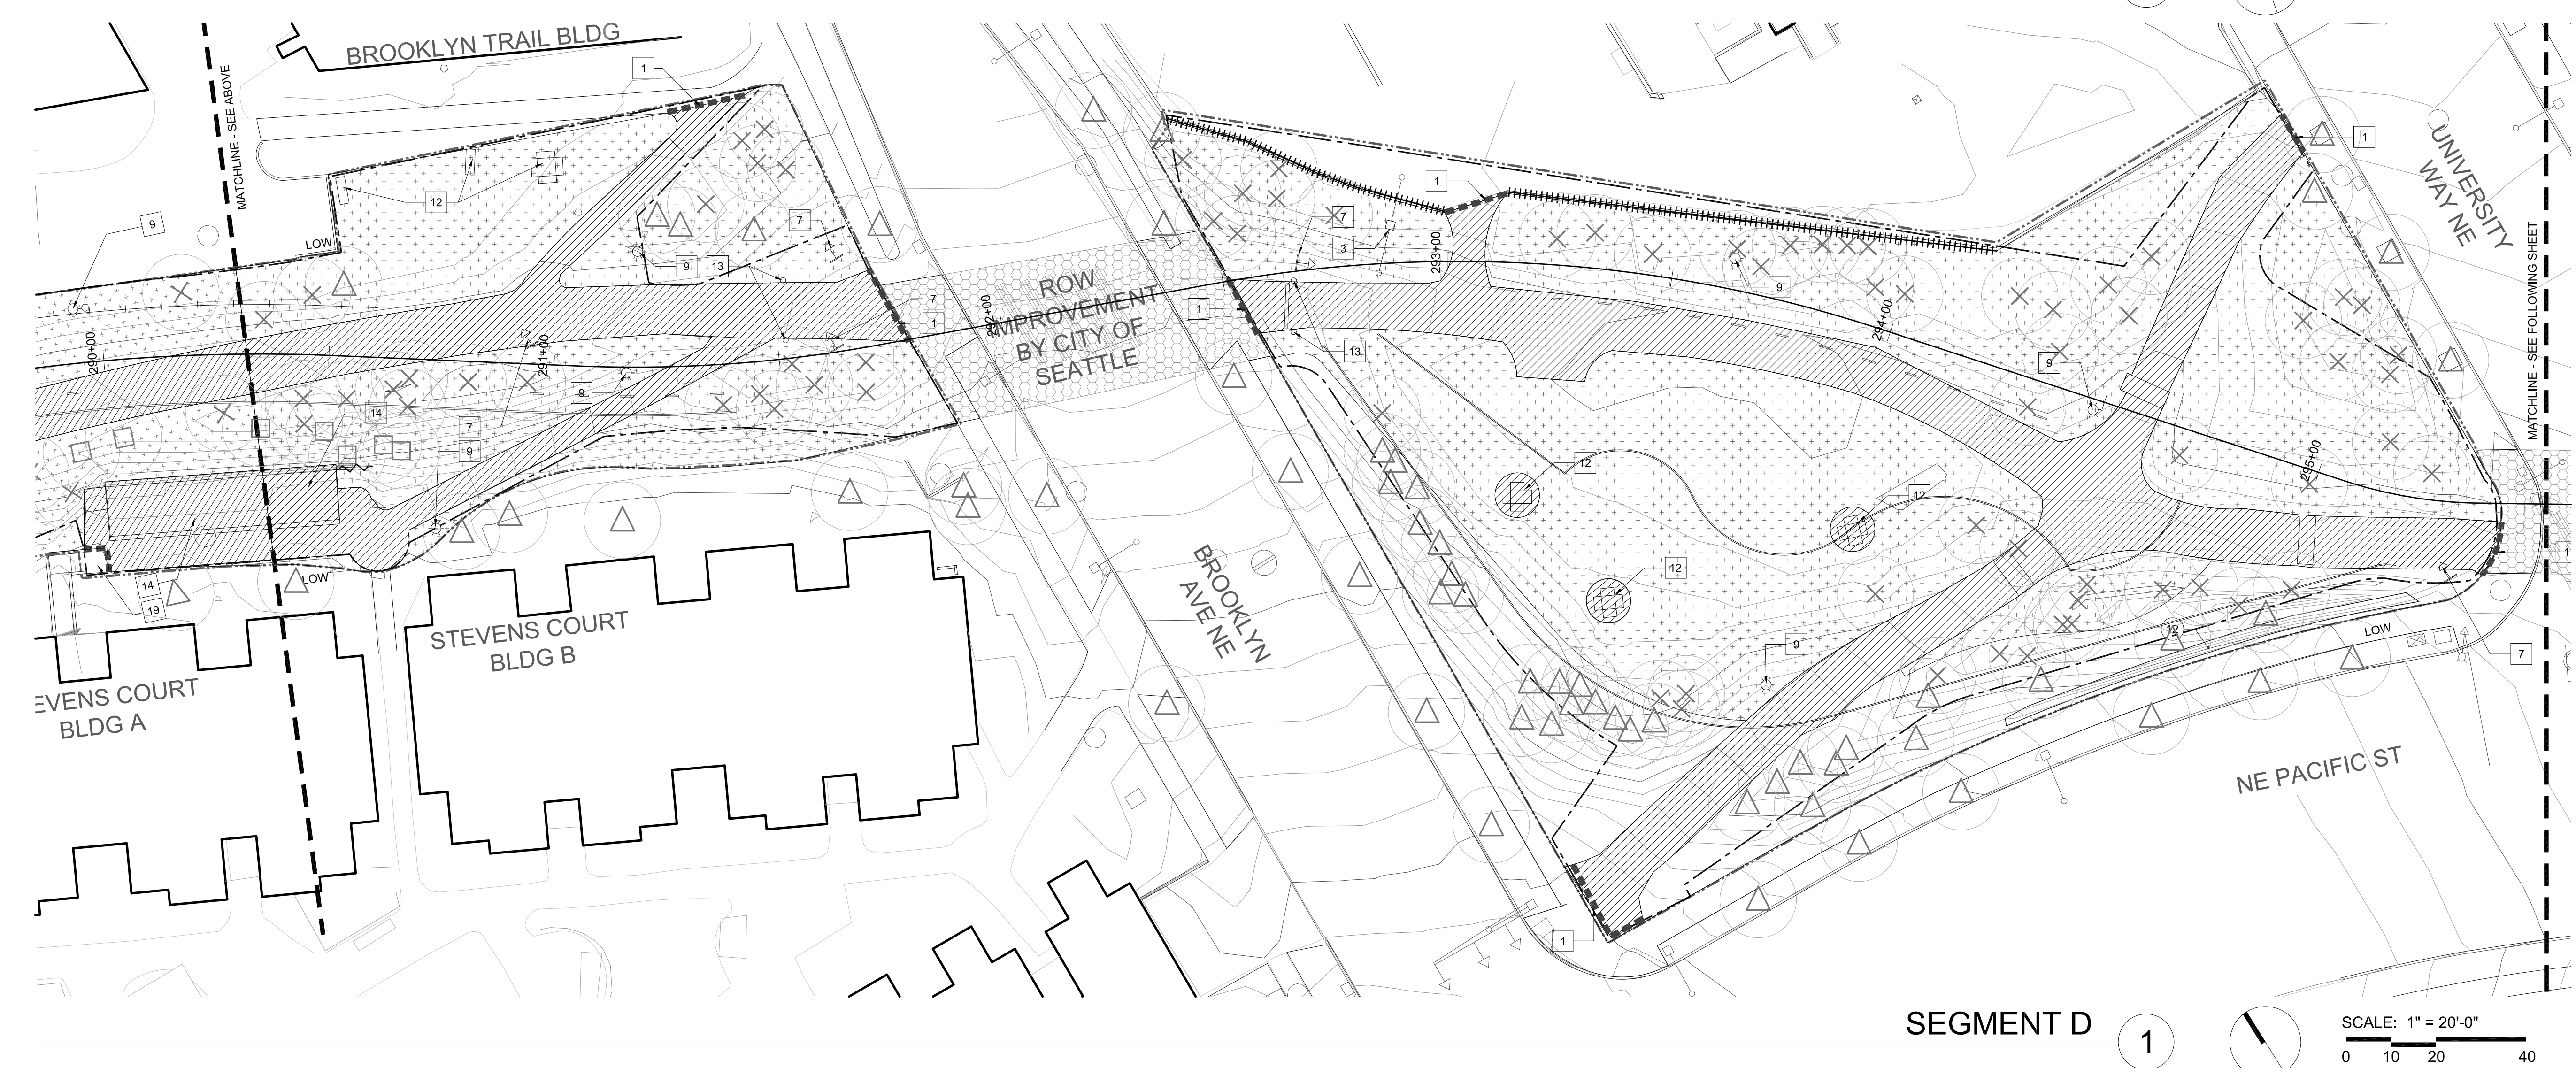 BROOKLYN TRAIL BLDG
1
MATCHLINE - SEE ABOVE
12
9
LOW
7
9
13
7
1
290+00
291+00
292+00
ROW
IMPROVEMENT
BY CITY OF
SEATTLE
9
14
7
9
14
19
LOW
STEVENS COURT
BLDG B
EVENS COURT
BLDG A
1
7
3
293+00
1
13
9
294+00
9
12
12
12
9
295+00
12
LOW
7
1
1
UNIVERSITY
WAY NE
MATCHLINE - SEE FOLLOWING SHEET
BROOKLYN
AVE NE
NE PACIFIC ST
1
SEGMENT D
1
SCALE: 1" = 20'-0"
0 10 20 40